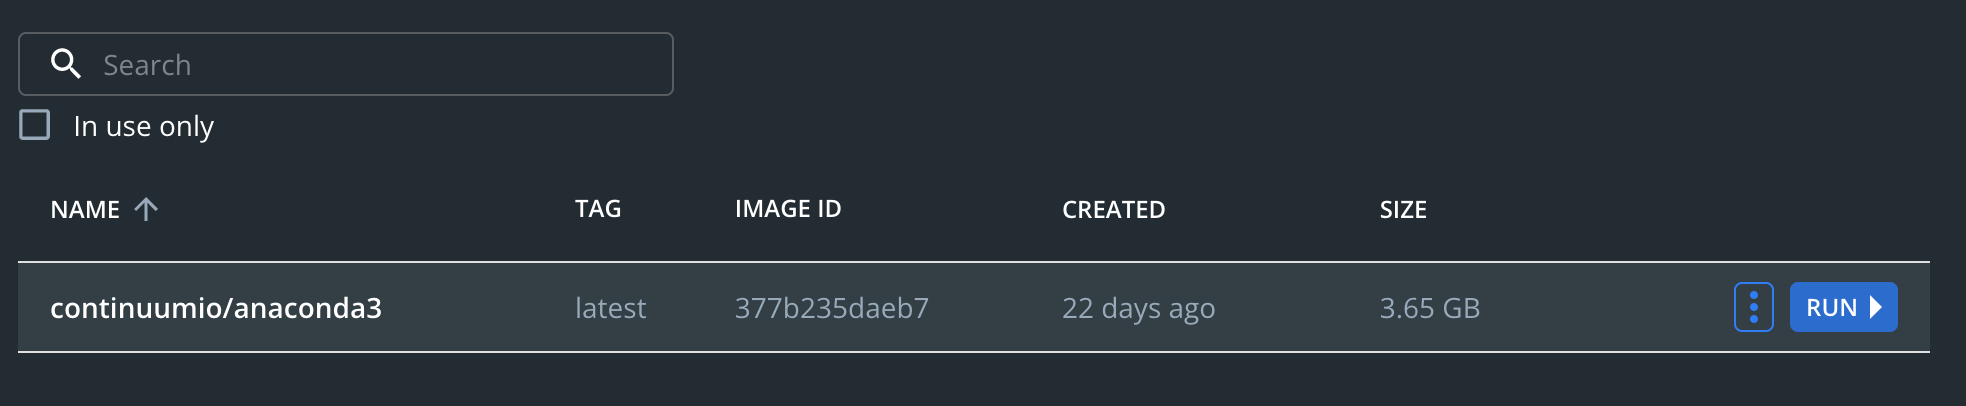 Search
In use only
NAME TAG IMAGE ID CREATED SIZE
continuumio/anaconda3 latest 377b235daeb7 22 days ago 3.65 GB RUN